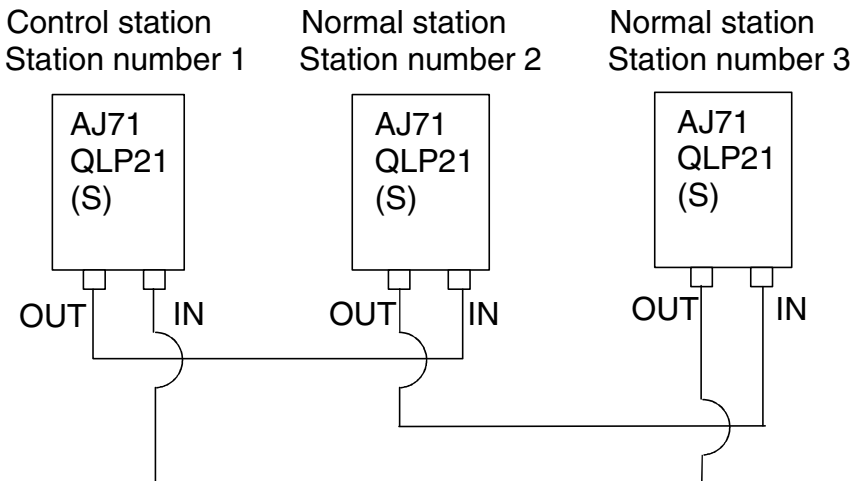 Control station
Station number 1
Normal station
Station number 2
Normal station
Station number 3
AJ71
QLP21
(S)
AJ71
QLP21
(S)
AJ71
QLP21
(S)
OUT
IN
OUT
IN
OUT
IN